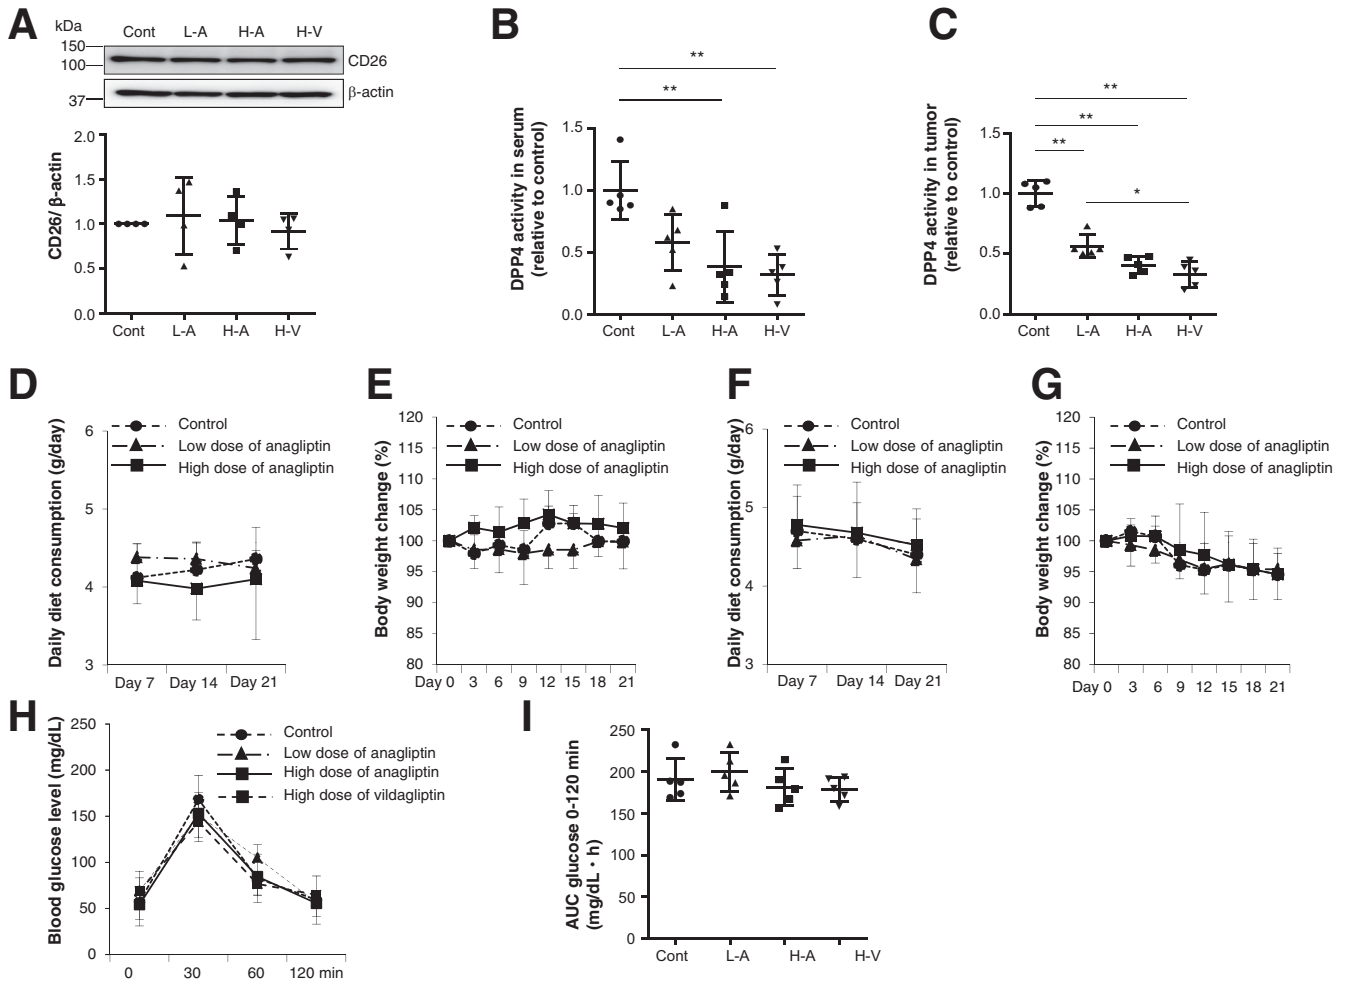 A
kDa
Cont L-A H-A H-V
150
100
CD26
37
β-actin
CD26/ β-actin
2.0
1.5
1.0
0.5
0.0
Cont L-A H-A H-V
B
**
**
DPP4 activity in serum
(relative to control)
1.5
1.0
0.5
0.0
Cont L-A H-A H-V
C
**
**
**
*
DPP4 activity in tumor
(relative to control)
1.5
1.0
0.5
0.0
Cont L-A H-A H-V
D
Daily diet consumption (g/day)
6
5
4
3
Control
Low dose of anagliptin
High dose of anagliptin
Day 7 Day 14 Day 21
E
Body weight change (%)
120
115
110
105
100
95
90
85
80
Control
Low dose of anagliptin
High dose of anagliptin
Day 0 3 6 9 12 15 18 21
F
Daily diet consumption (g/day)
6
5
4
3
Control
Low dose of anagliptin
High dose of anagliptin
Day 7 Day 14 Day 21
G
Body weight change (%)
120
115
110
105
100
95
90
85
80
Control
Low dose of anagliptin
High dose of anagliptin
Day 0 3 6 9 12 15 18 21
H
Blood glucose level (mg/dL)
250
200
150
100
50
0
Control
Low dose of anagliptin
High dose of anagliptin
High dose of vildagliptin
0 30 60 120 min
I
AUC glucose 0-120 min
(mg/dL • h)
250
200
150
100
50
0
Cont L-A H-A H-V